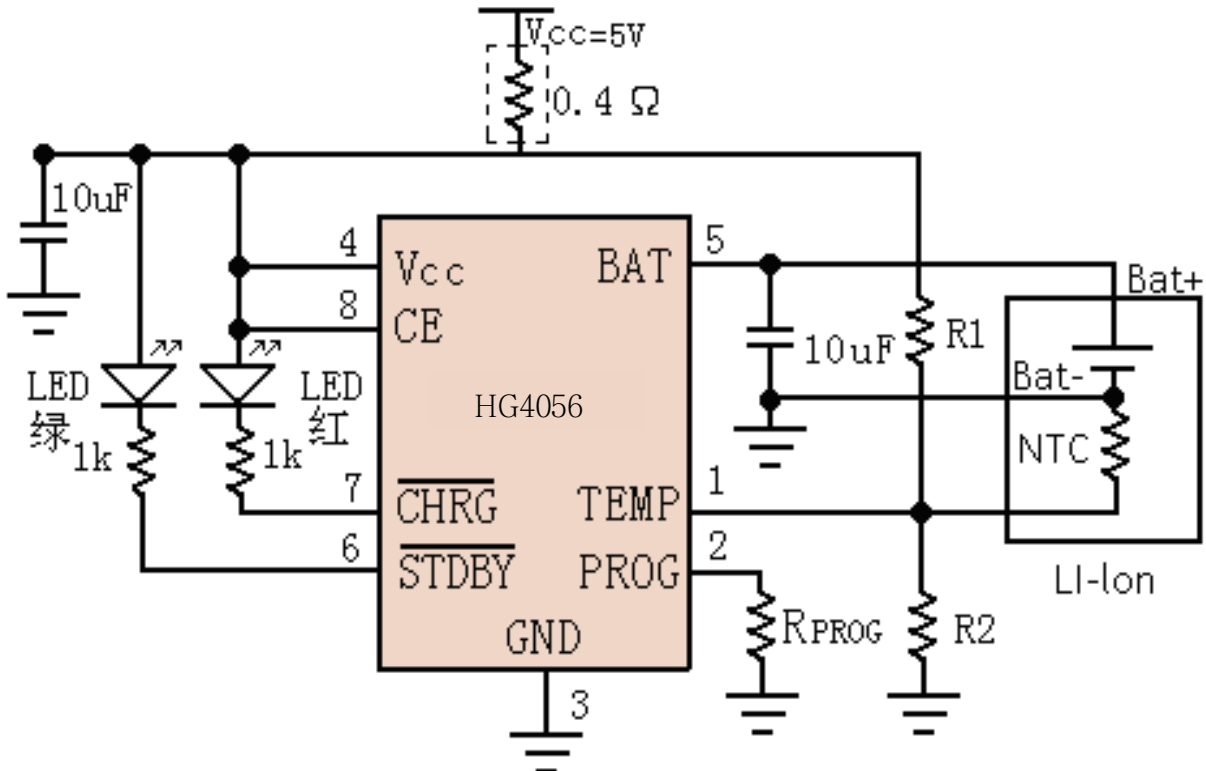 Vcc=5V
0.4 Ω
10uF
4
Vcc
BAT
5
Bat+
8
CE
10uF
R1
LED
绿
1k
LED
红
1k
HG4056
Bat-
NTC
7
CHRG
TEMP
1
6
STDBY
PROG
2
LI-lon
GND
RPROG
R2
3